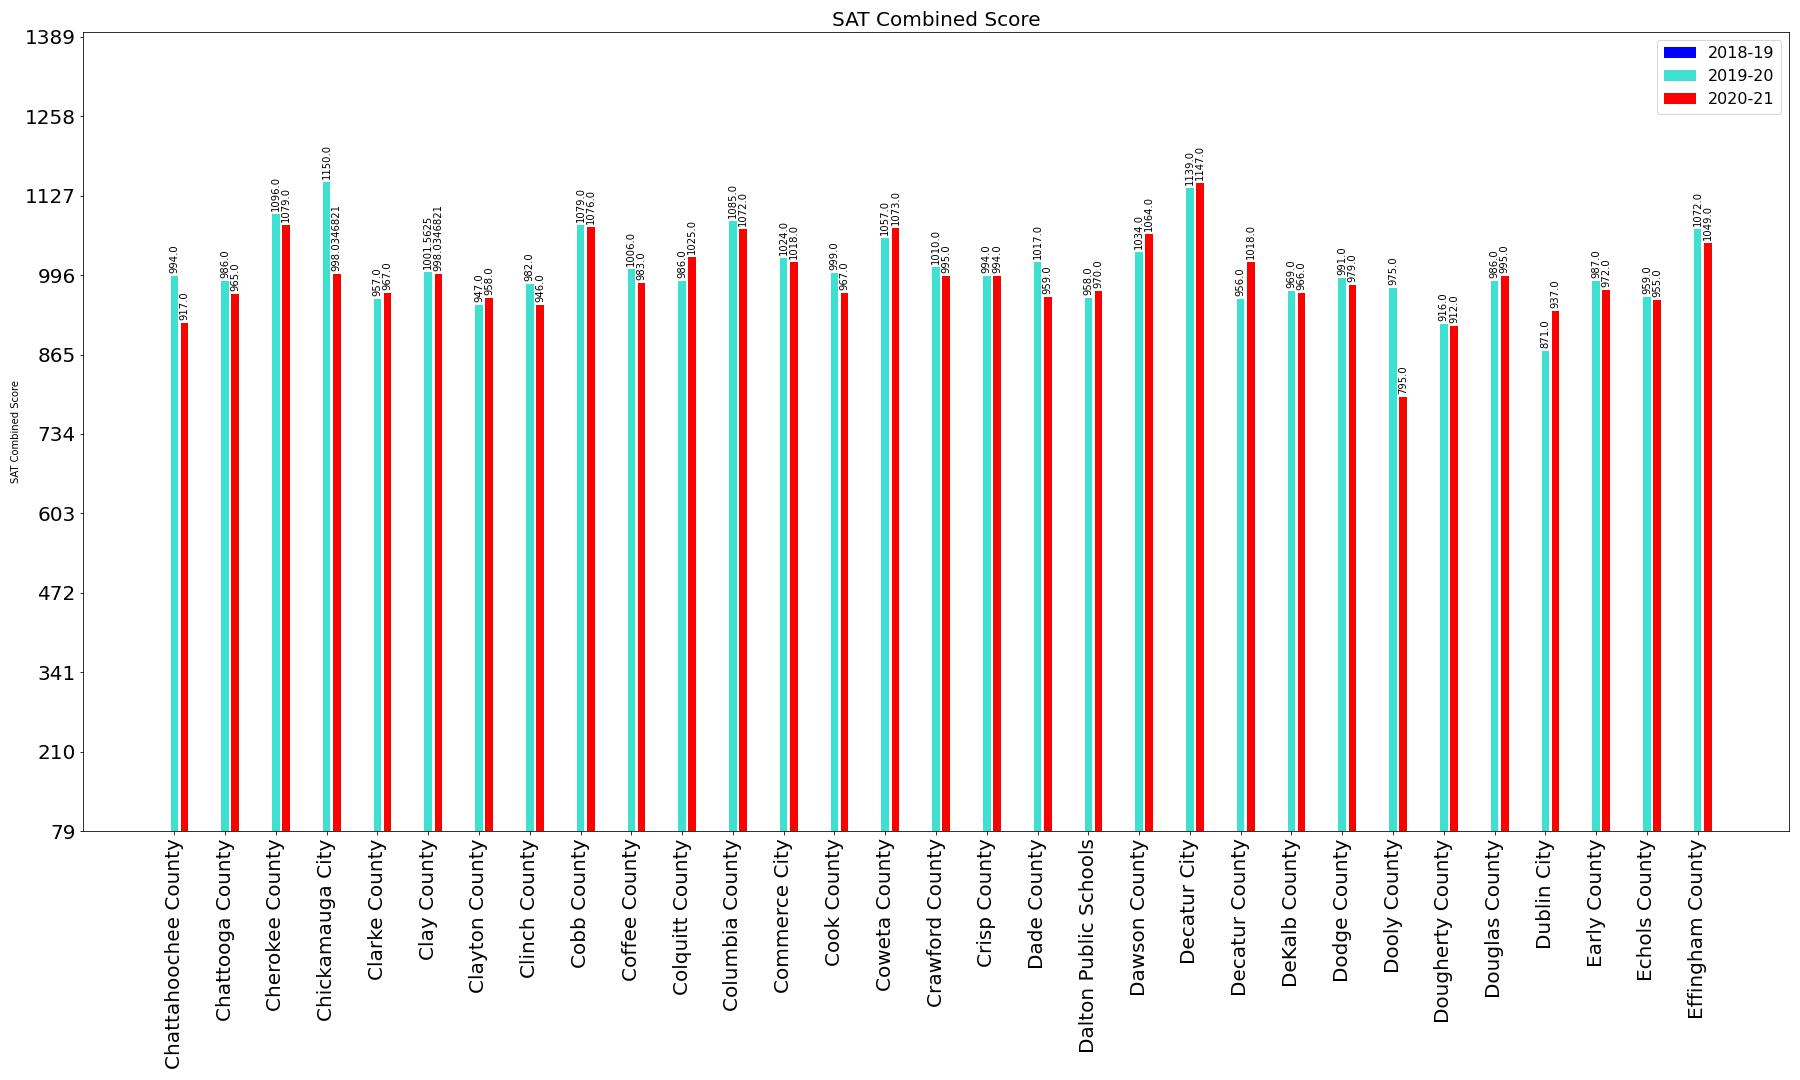 SAT Combined Score
2018-19
2019-20
2020-21
1389
1258
1127
996
865
734
603
472
341
210
79
SAT Combined Score
994.0
917.0
986.0
965.0
1096.0
1079.0
1150.0
998.0346821
957.0
967.0
1001.5625
998.0346821
947.0
958.0
982.0
946.0
1079.0
1076.0
1006.0
983.0
986.0
1025.0
1085.0
1072.0
1024.0
1018.0
999.0
967.0
1057.0
1073.0
1010.0
995.0
994.0
994.0
1017.0
959.0
958.0
970.0
1034.0
1064.0
1139.0
1147.0
956.0
1018.0
969.0
966.0
991.0
979.0
975.0
795.0
916.0
912.0
986.0
995.0
871.0
937.0
987.0
972.0
959.0
955.0
1072.0
1049.0
Chattahoochee County
Chattooga County
Cherokee County
Chickamauga City
Clarke County
Clay County
Clayton County
Clinch County
Cobb County
Coffee County
Colquitt County
Columbia County
Commerce City
Cook County
Coweta County
Crawford County
Crisp County
Dade County
Dalton Public Schools
Dawson County
Decatur City
Decatur County
DeKalb County
Dodge County
Dooly County
Dougherty County
Douglas County
Dublin City
Early County
Echols County
Effingham County